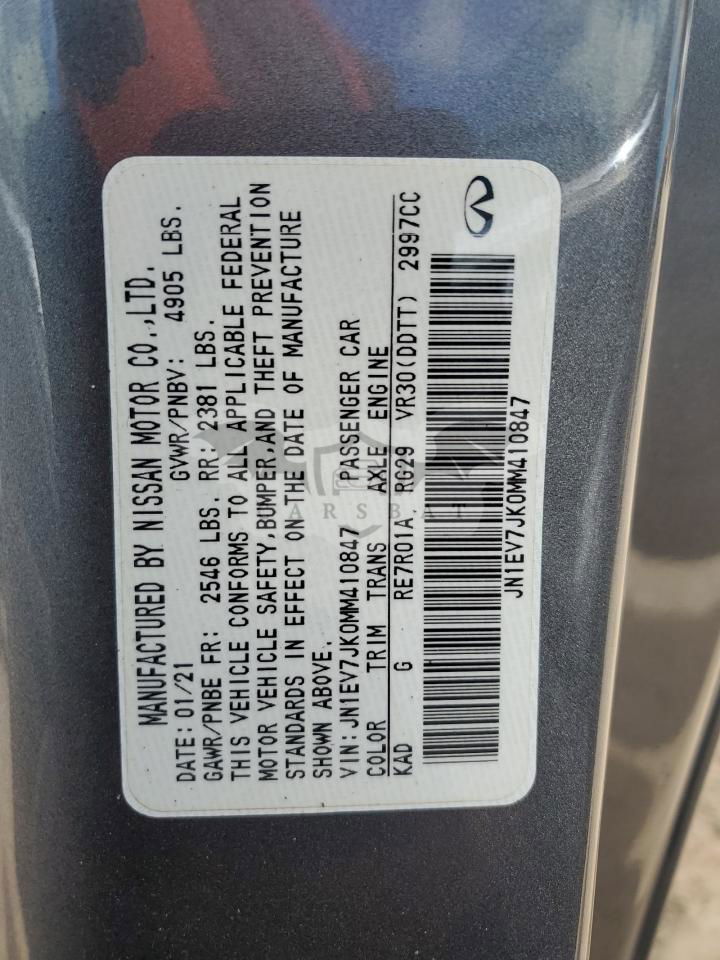 MANUFACTURED BY NISSAN MOTOR CO.,LTD.
DATE: 01/21 GVWR/PNBV: 4905 LBS.
GAWR/PNBE FR: 2546 LBS. RR: 2381 LBS.
THIS VEHICLE CONFORMS TO ALL APPLICABLE FEDERAL
MOTOR VEHICLE SAFETY,BUMPER,AND THEFT PREVENTION
STANDARDS IN EFFECT ON THE DATE OF MANUFACTURE
SHOWN ABOVE.
VIN:JN1EV7JK0MM410847 PASSENGER CAR
COLOR TRIM TRANS AXLE ENGINE
KAD G RE7R01A RG29 VR30(DDTT) 2997CC
JN1EV7JK0MM410847
CARSBAT